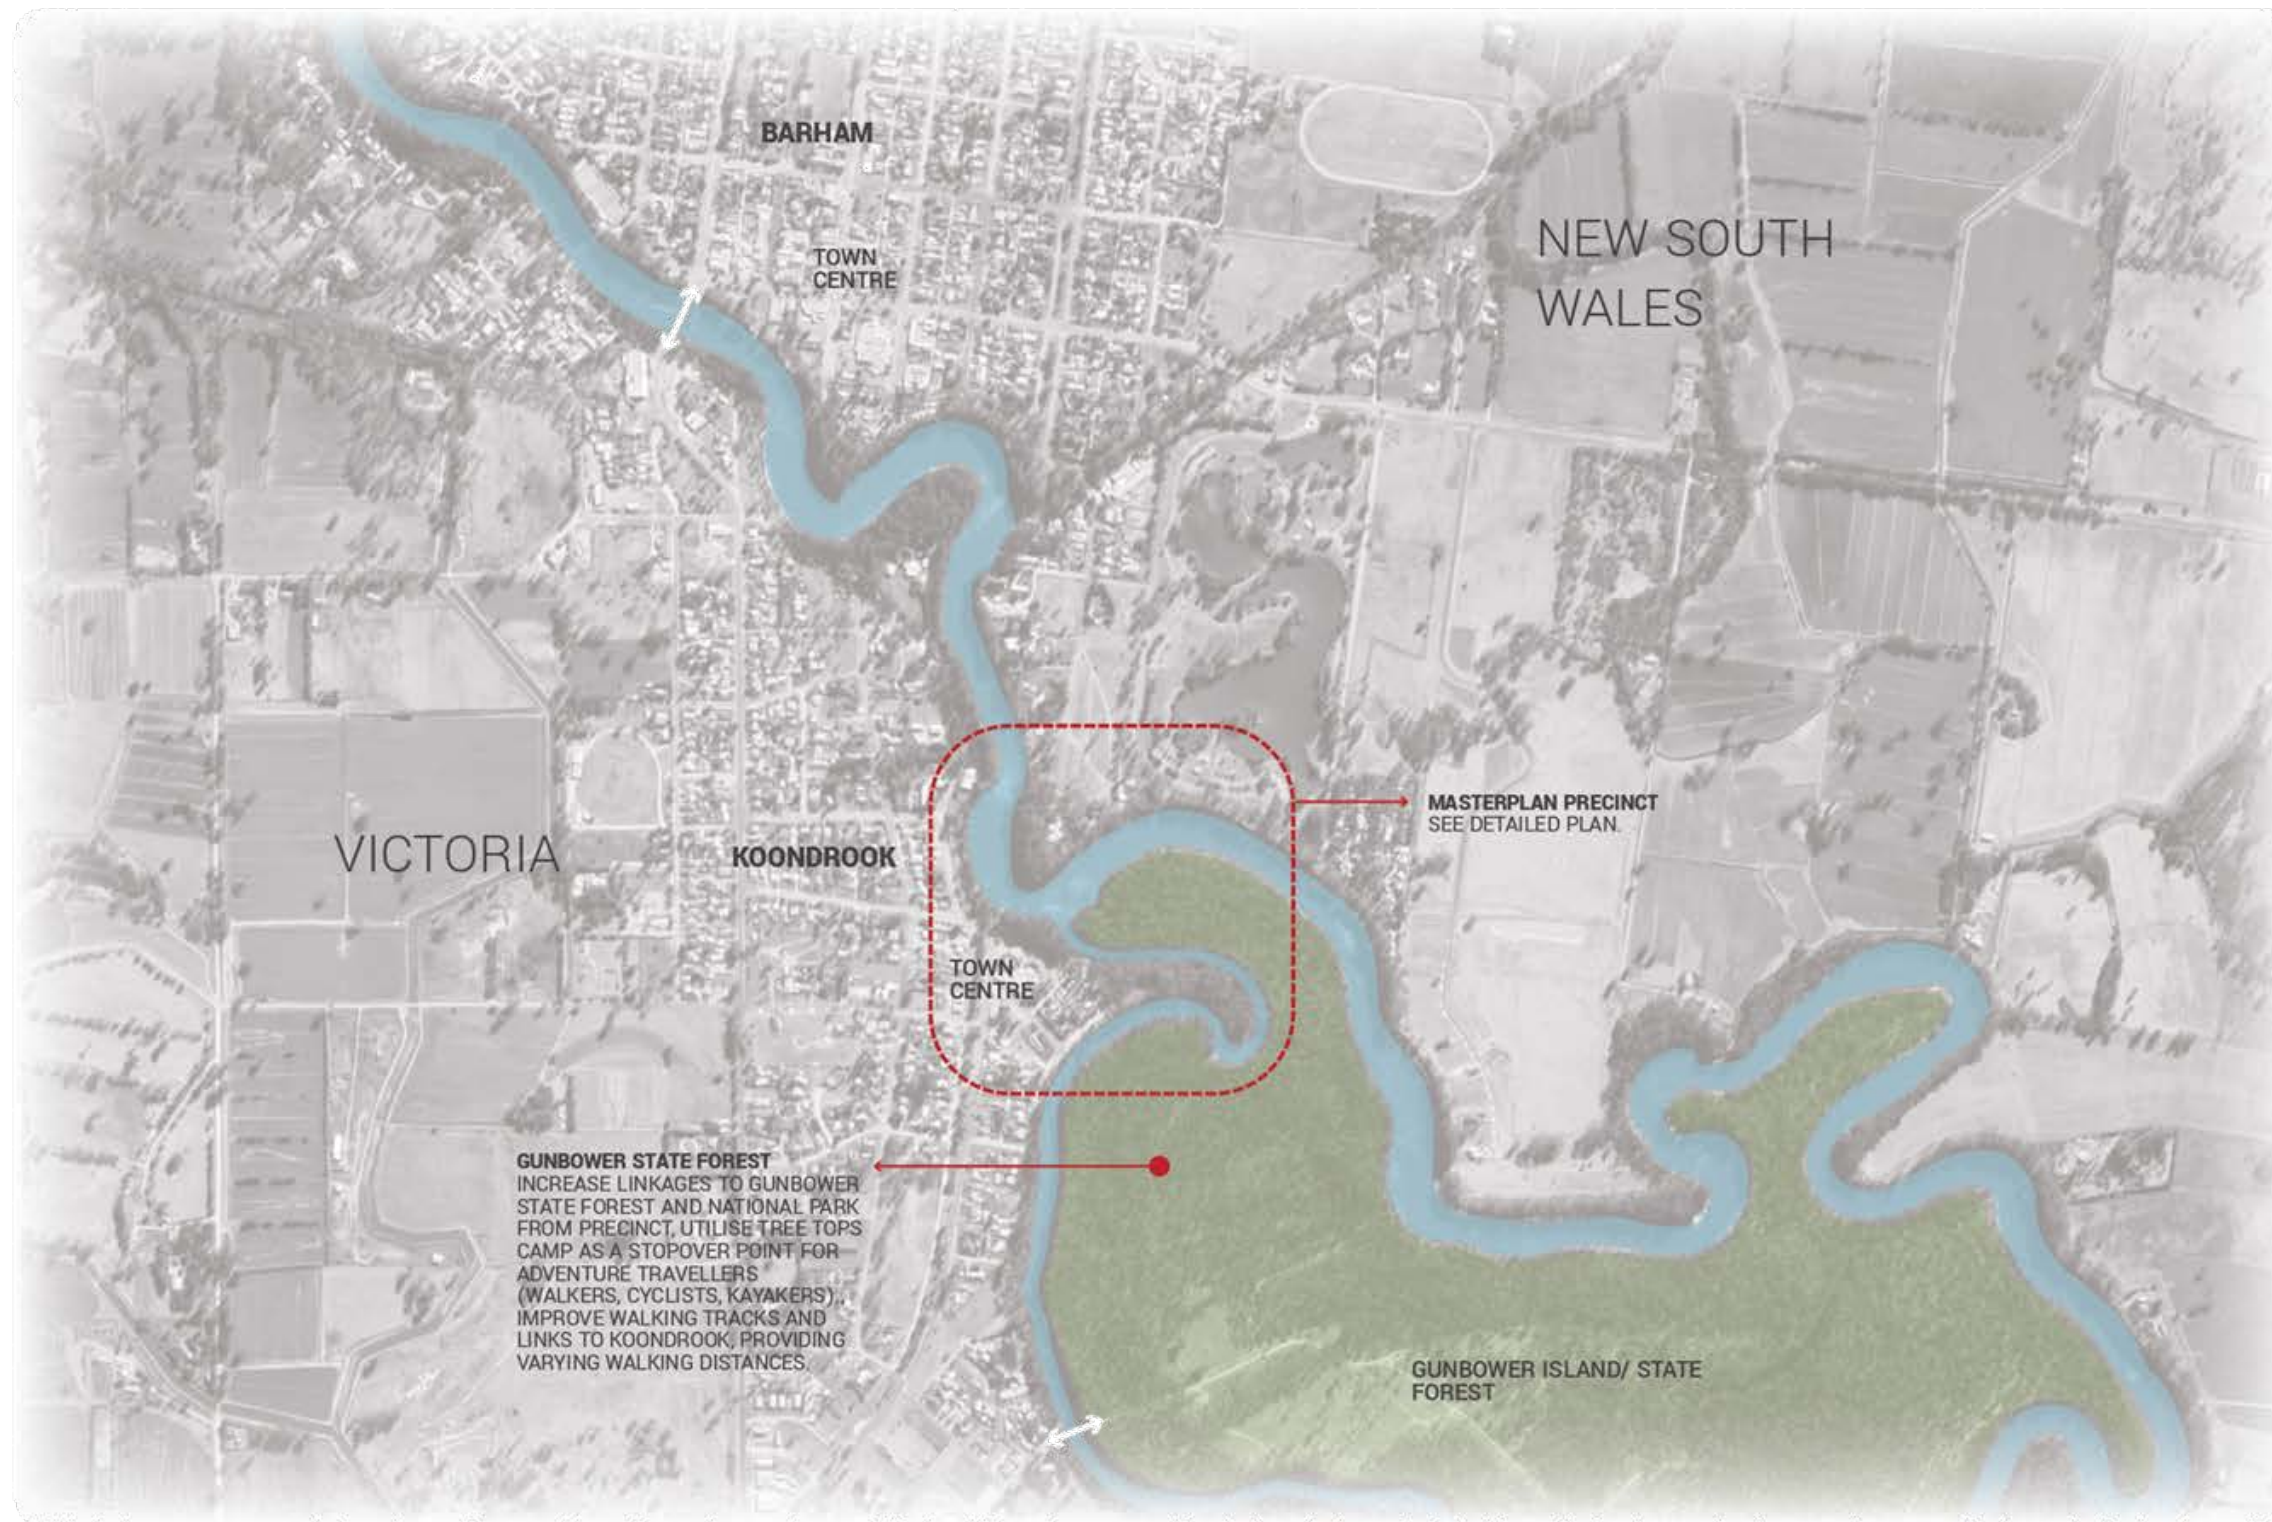 BARHAM
TOWN
CENTRE
NEW SOUTH
WALES
MASTERPLAN PRECINCT
SEE DETAILED PLAN.
VICTORIA
KOONDROOK
TOWN
CENTRE
GUNBOWER STATE FOREST
INCREASE LINKAGES TO GUNBOWER
STATE FOREST AND NATIONAL PARK
FROM PRECINCT, UTILISE TREE TOPS
CAMP AS A STOPOVER POINT FOR
ADVENTURE TRAVELLERS
(WALKERS, CYCLISTS, KAYAKERS).,
IMPROVE WALKING TRACKS AND
LINKS TO KOONDROOK, PROVIDING
VARYING WALKING DISTANCES.
GUNBOWER ISLAND/ STATE
FOREST